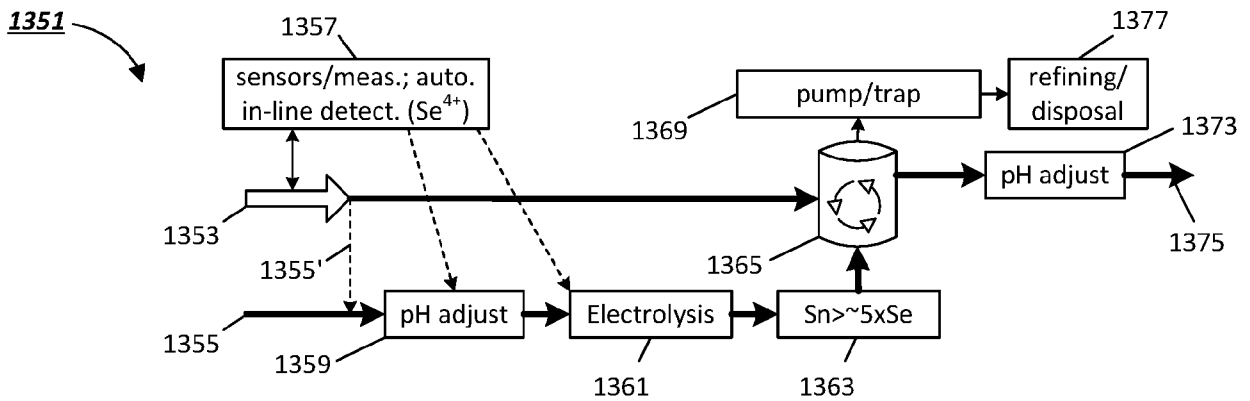 1351
1357
1377
sensors/meas.; auto.
in-line detect. (Se4+)
pump/trap
refining/
disposal
1369
1373
pH adjust
1353
1355'
1365
1375
1355
pH adjust
Electrolysis
Sn>~5xSe
1359
1361
1363